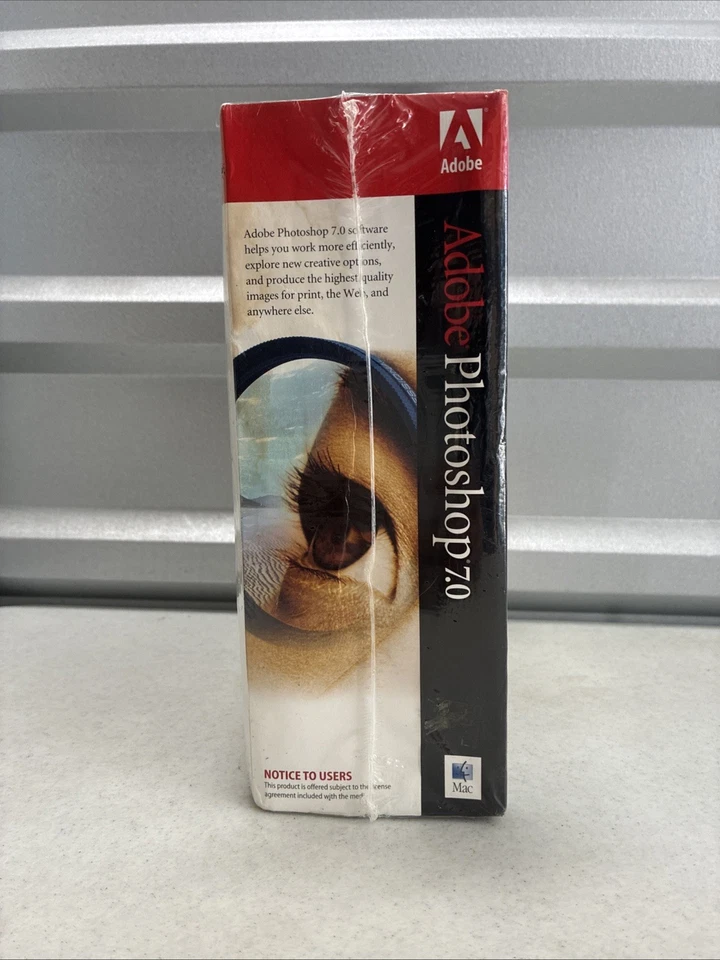 Adobe
Adobe Photoshop 7.0 software
helps you work more efficiently,
explore new creative options,
and produce the highest quality
images for print, the Web, and
anywhere else.
Adobe Photoshop® 7.0
NOTICE TO USERS
This product is offered subject to the license
agreement included with the media.
Mac